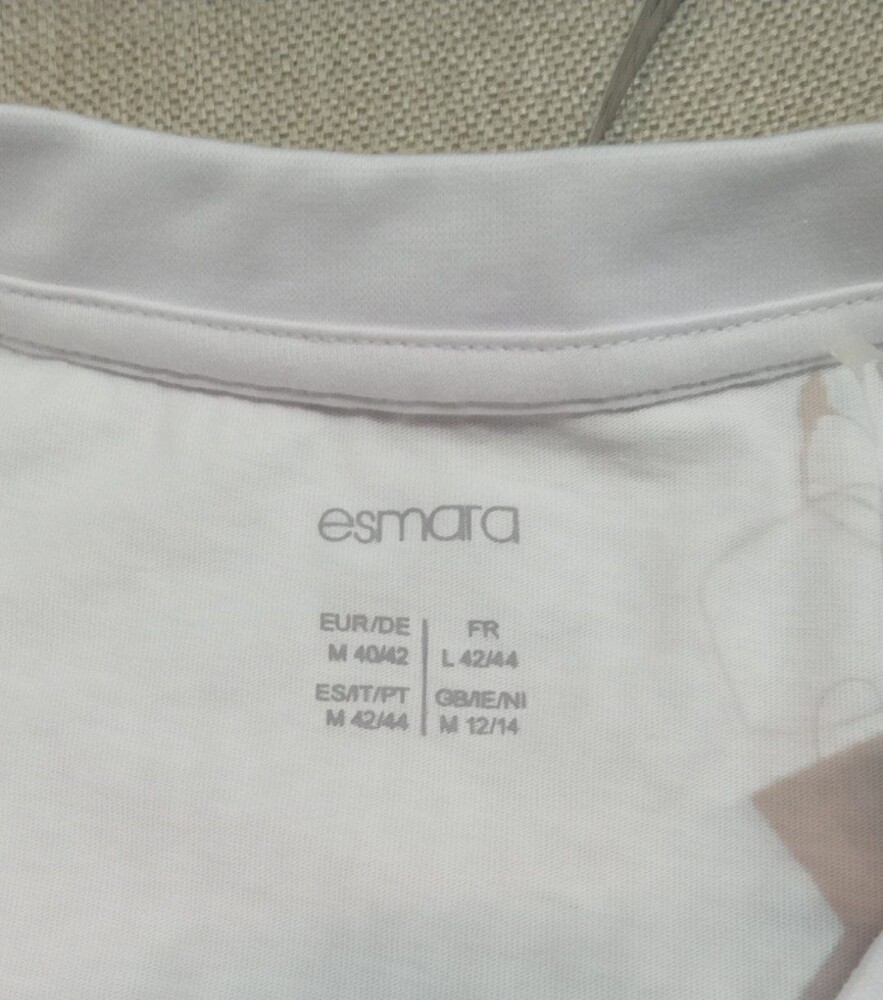 esmara
EUR/DE
M 40/42
FR
L 42/44
ES/IT/PT
M 42/44
GB/IE/NI
M 12/14